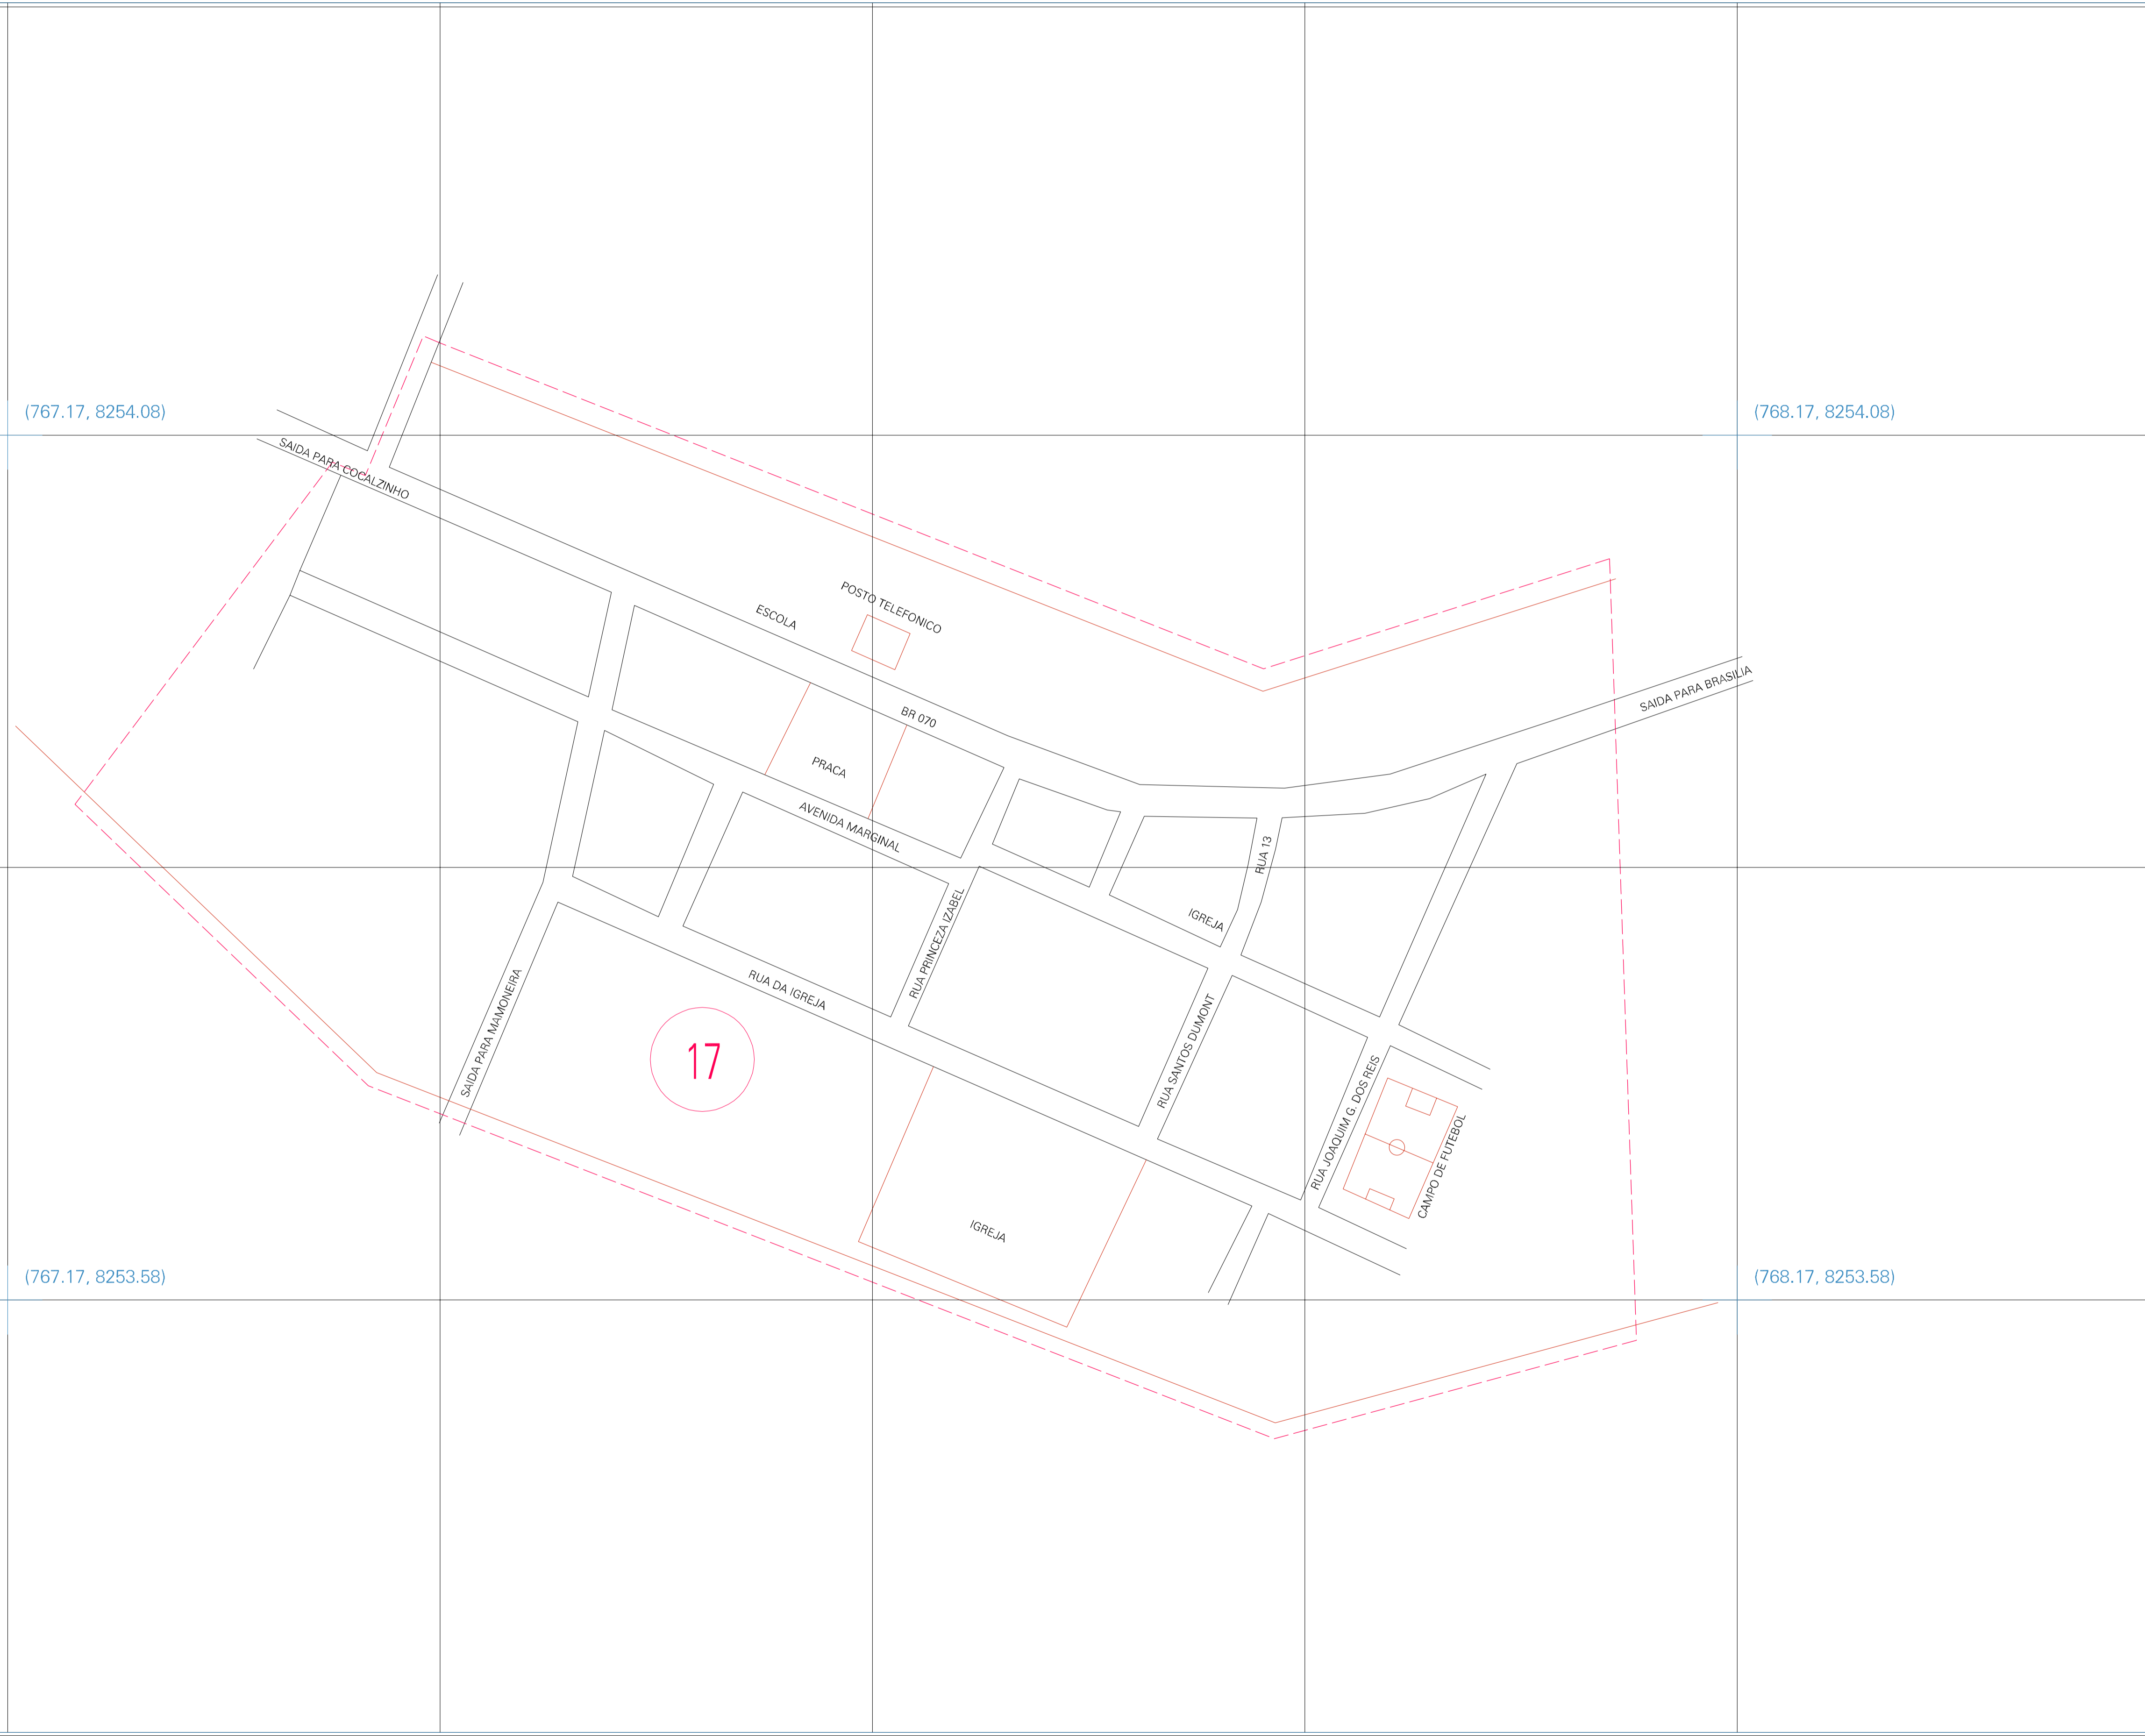 (767.17, 8254.08)
(768.17, 8254.08)
SAIDA PARA COCALZINHO
POSTO TELEFONICO
ESCOLA
SAIDA PARA BRASILIA
BR 070
PRACA
AVENIDA MARGINAL
RUA 13
IGREJA
RUA PRINCEZA IZABEL
RUA DA IGREJA
SAIDA PARA MAMONEIRA
17
RUA SANTOS DUMONT
RUA JOAQUIM G. DOS REIS
CAMPO DE FUTEBOL
IGREJA
(767.17, 8253.58)
(768.17, 8253.58)